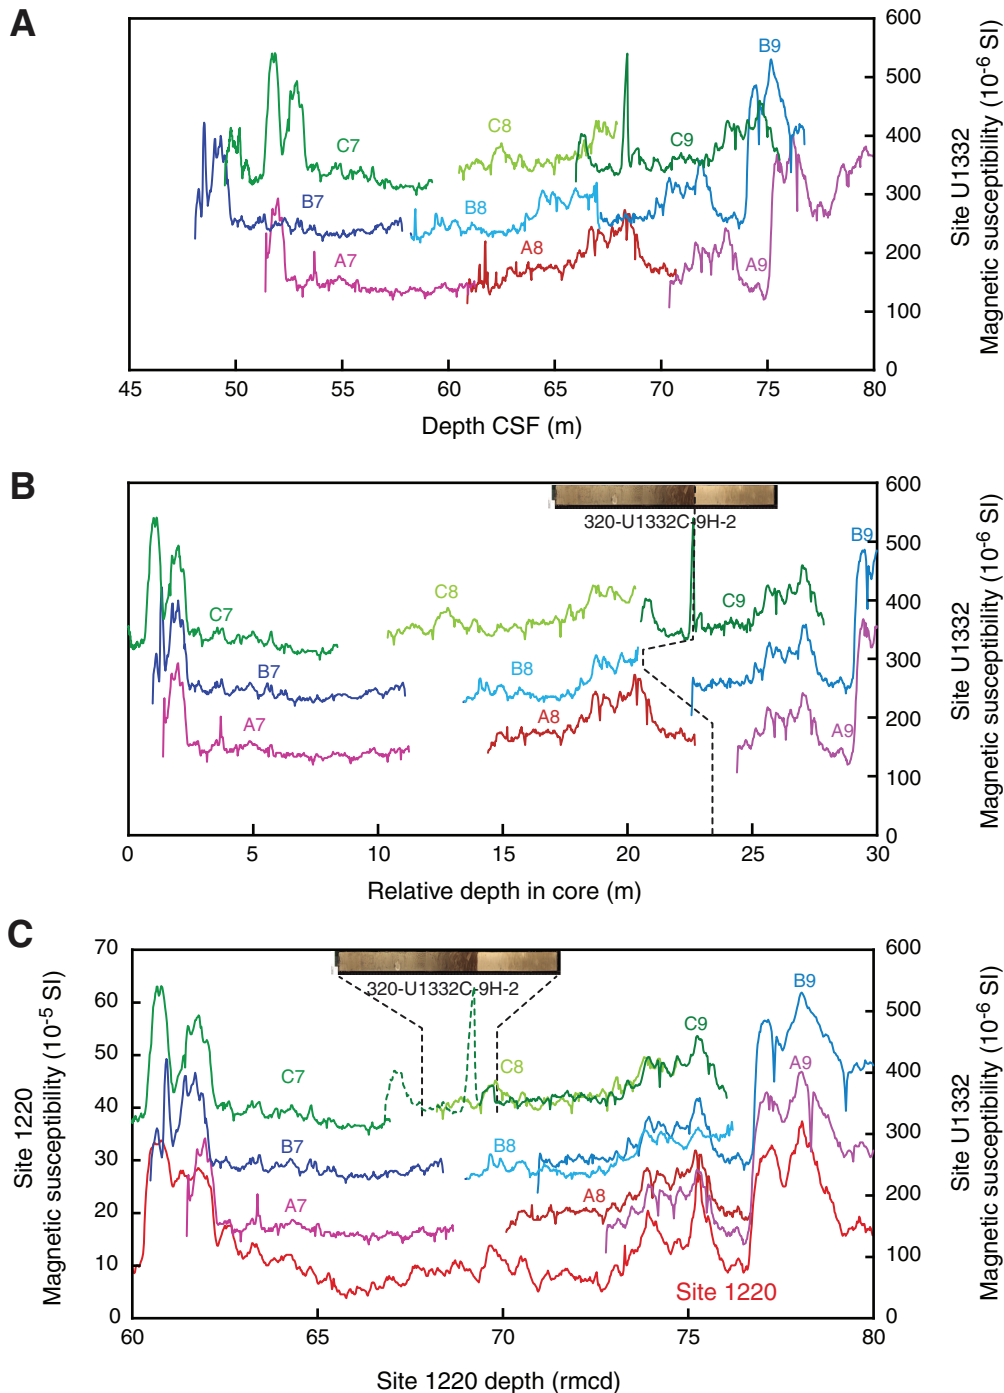 A
600
500
400
300
200
100
0
Site U1332
Magnetic susceptibility (10-6 SI)
C7
C8
B9
C9
B7
B8
A7
A8
A9
45 50 55 60 65 70 75 80
Depth CSF (m)
B
600
500
400
300
200
100
0
Site U1332
Magnetic susceptibility (10-6 SI)
320-U1332C-9H-2
B9
C7
C8
C9
B7
B8
A7
A8
A9
0 5 10 15 20 25 30
Relative depth in core (m)
C
70
60
50
40
30
20
10
0
Site 1220
Magnetic susceptibility (10-5 SI)
600
500
400
300
200
100
0
Site U1332
Magnetic susceptibility (10-6 SI)
320-U1332C-9H-2
B9
C9
C7
C8
A9
B7
B8
A7
A8
Site 1220
60 65 70 75 80
Site 1220 depth (rmcd)